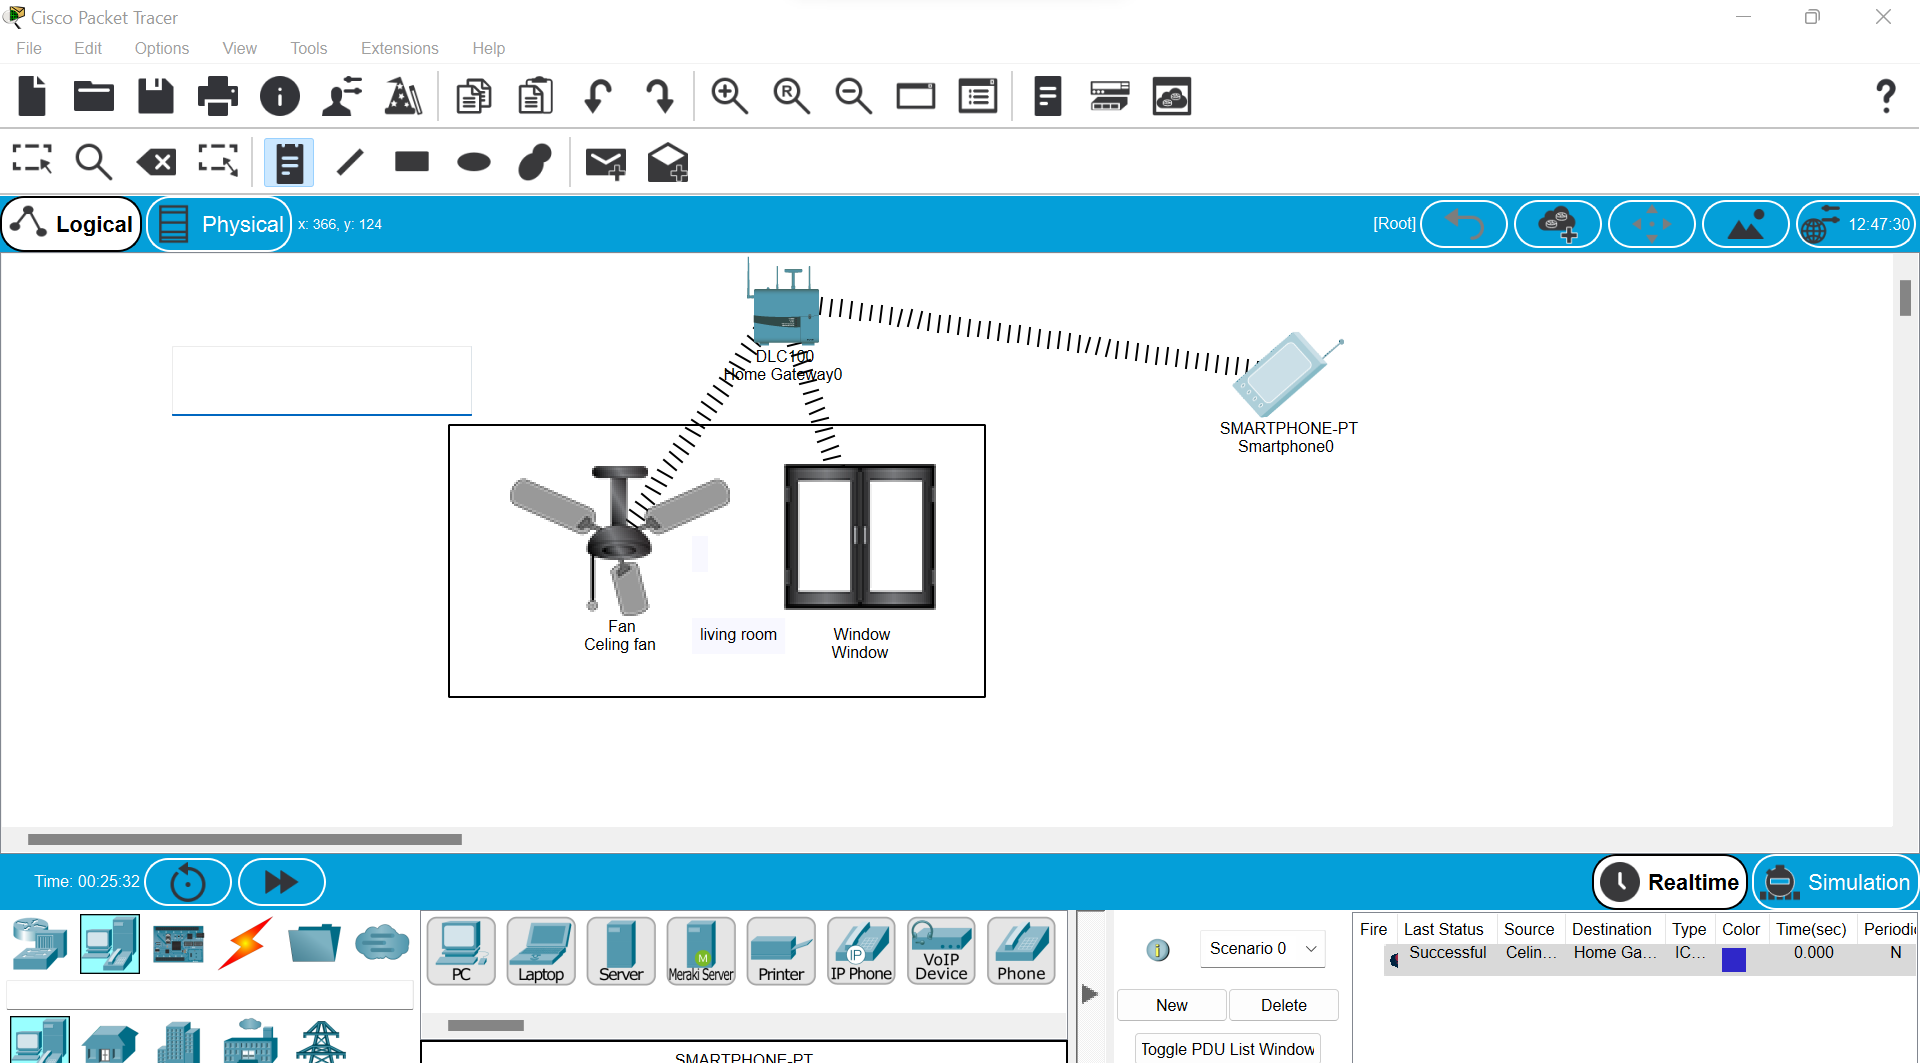 Cisco Packet Tracer
File Edit Options View Tools Extensions Help
Logical Physical x: 366, y: 124 [Root] 12:47:30
DLC100
Home Gateway0
SMARTPHONE-PT
Smartphone0
Fan
Celing fan
living room
Window
Window
Time: 00:25:32 Realtime Simulation
PC Laptop Server Meraki Server Printer IP Phone VoIP Device Phone
IP
M
Scenario 0
New Delete
Toggle PDU List Window
Fire Last Status Source Destination Type Color Time(sec) Periodic
Successful Celin... Home Ga... IC... 0.000 N
SMARTPHONE-PT